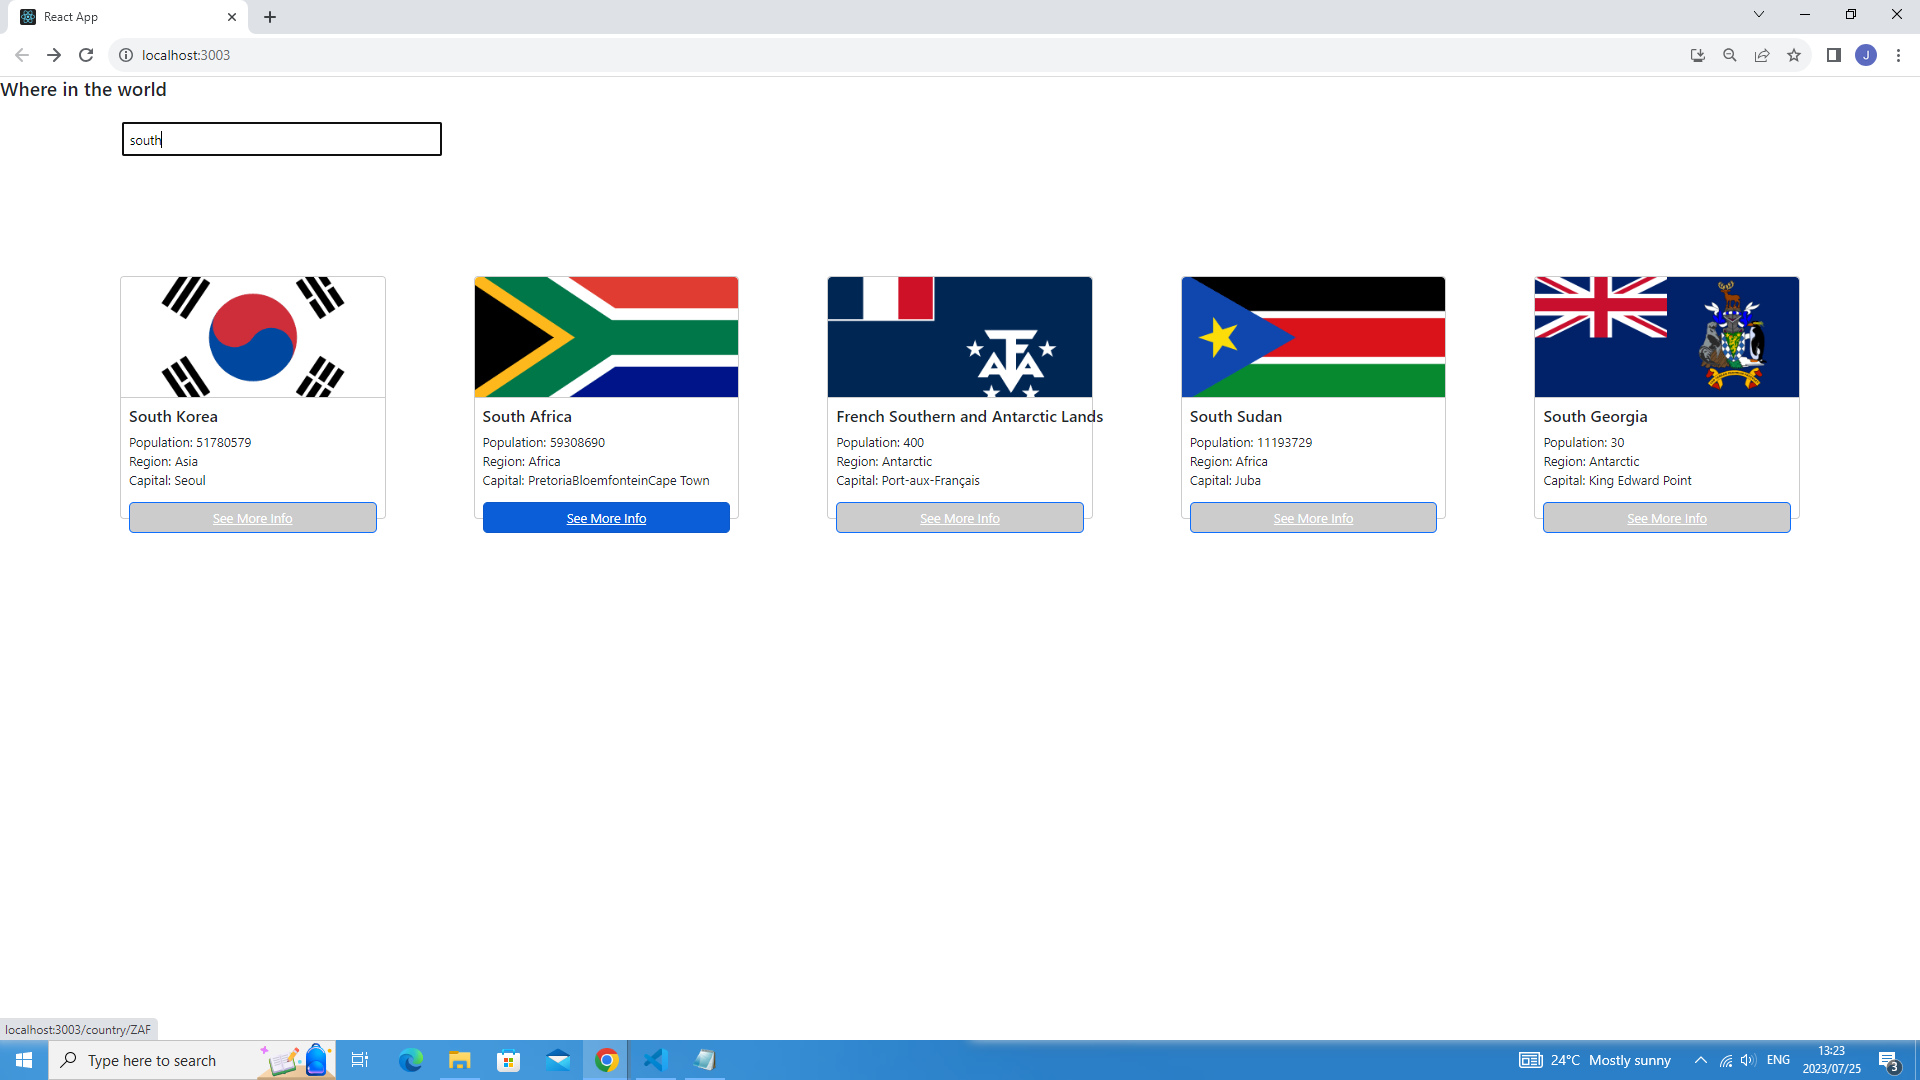 React App
localhost:3003
J
Where in the world
south
South Korea
Population: 51780579
Region: Asia
Capital: Seoul
See More Info
South Africa
Population: 59308690
Region: Africa
Capital: PretoriaBloemfonteinCape Town
See More Info
French Southern and Antarctic Lands
Population: 400
Region: Antarctic
Capital: Port-aux-Français
See More Info
South Sudan
Population: 11193729
Region: Africa
Capital: Juba
See More Info
South Georgia
Population: 30
Region: Antarctic
Capital: King Edward Point
See More Info
localhost:3003/country/ZAF
Type here to search
24°C Mostly sunny
ENG
13:23
2023/07/25
3